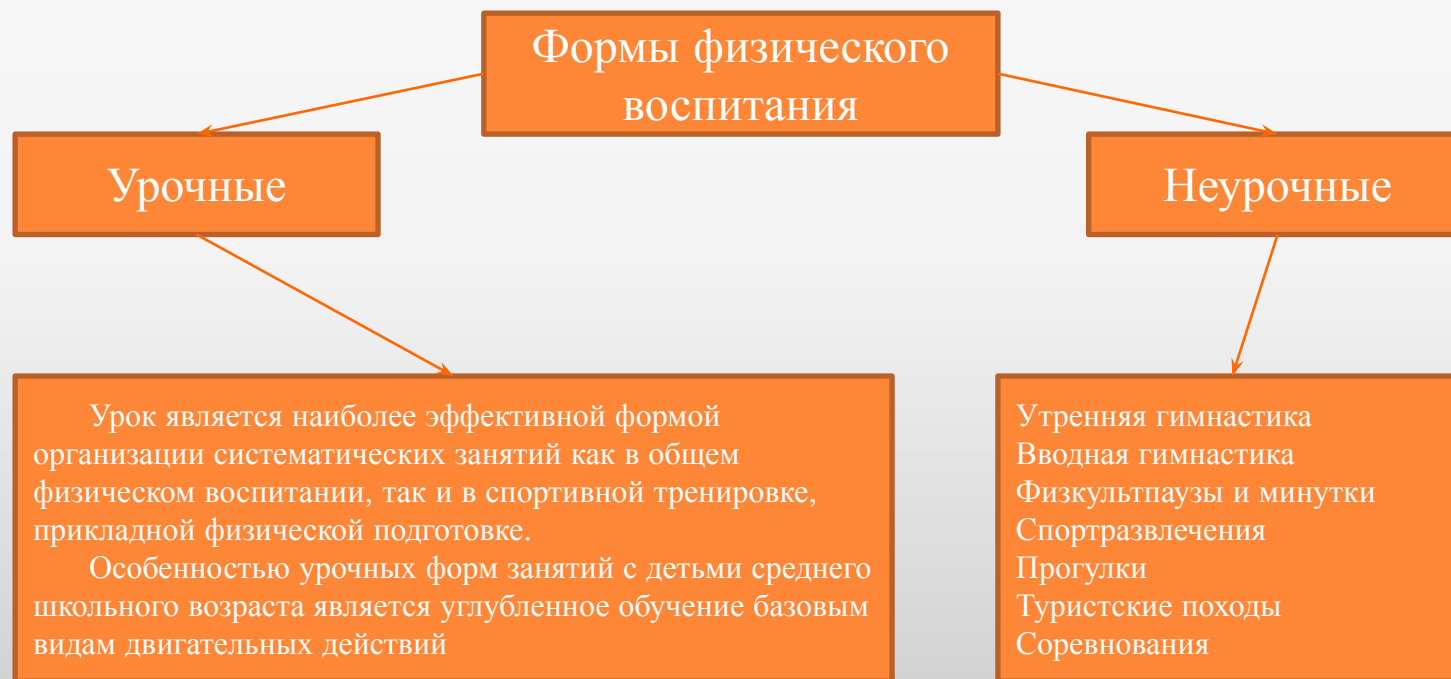 Формы физического
воспитания
Урочные
Неурочные
Урок является наиболее эффективной формой
организации систематических занятий как в общем
физическом воспитании, так и в спортивной тренировке,
прикладной физической подготовке.
Особенностью урочных форм занятий с детьми среднего
школьного возраста является углубленное обучение базовым
видам двигательных действий
Утренняя гимнастика
Вводная гимнастика
Физкультпаузы и минутки
Спортразвлечения
Прогулки
Туристские походы
Соревнования